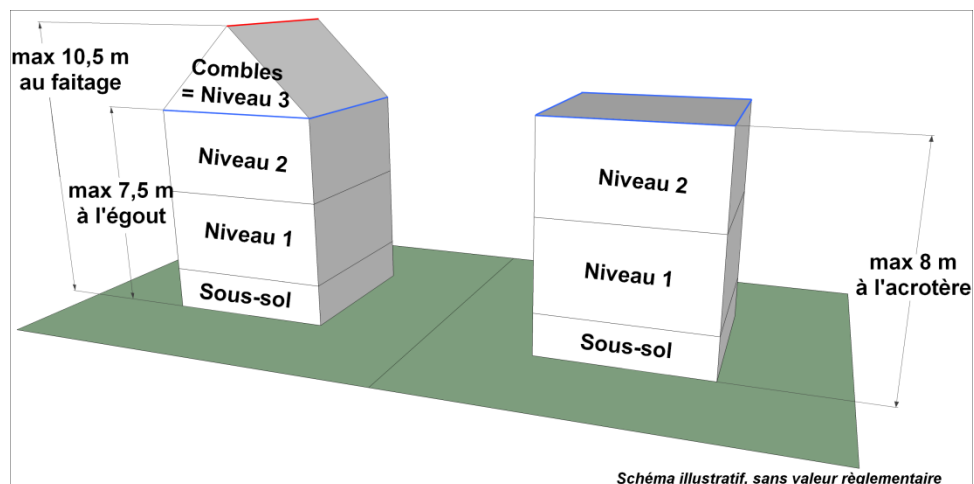 max 10,5 m
au faitage
Combles
= Niveau 3
Niveau 2
max 7,5 m
à l'égout
Niveau 1
Sous-sol
Niveau 2
Niveau 1
max 8 m
à l'acrotère
Sous-sol
Schéma illustratif, sans valeur règlementaire